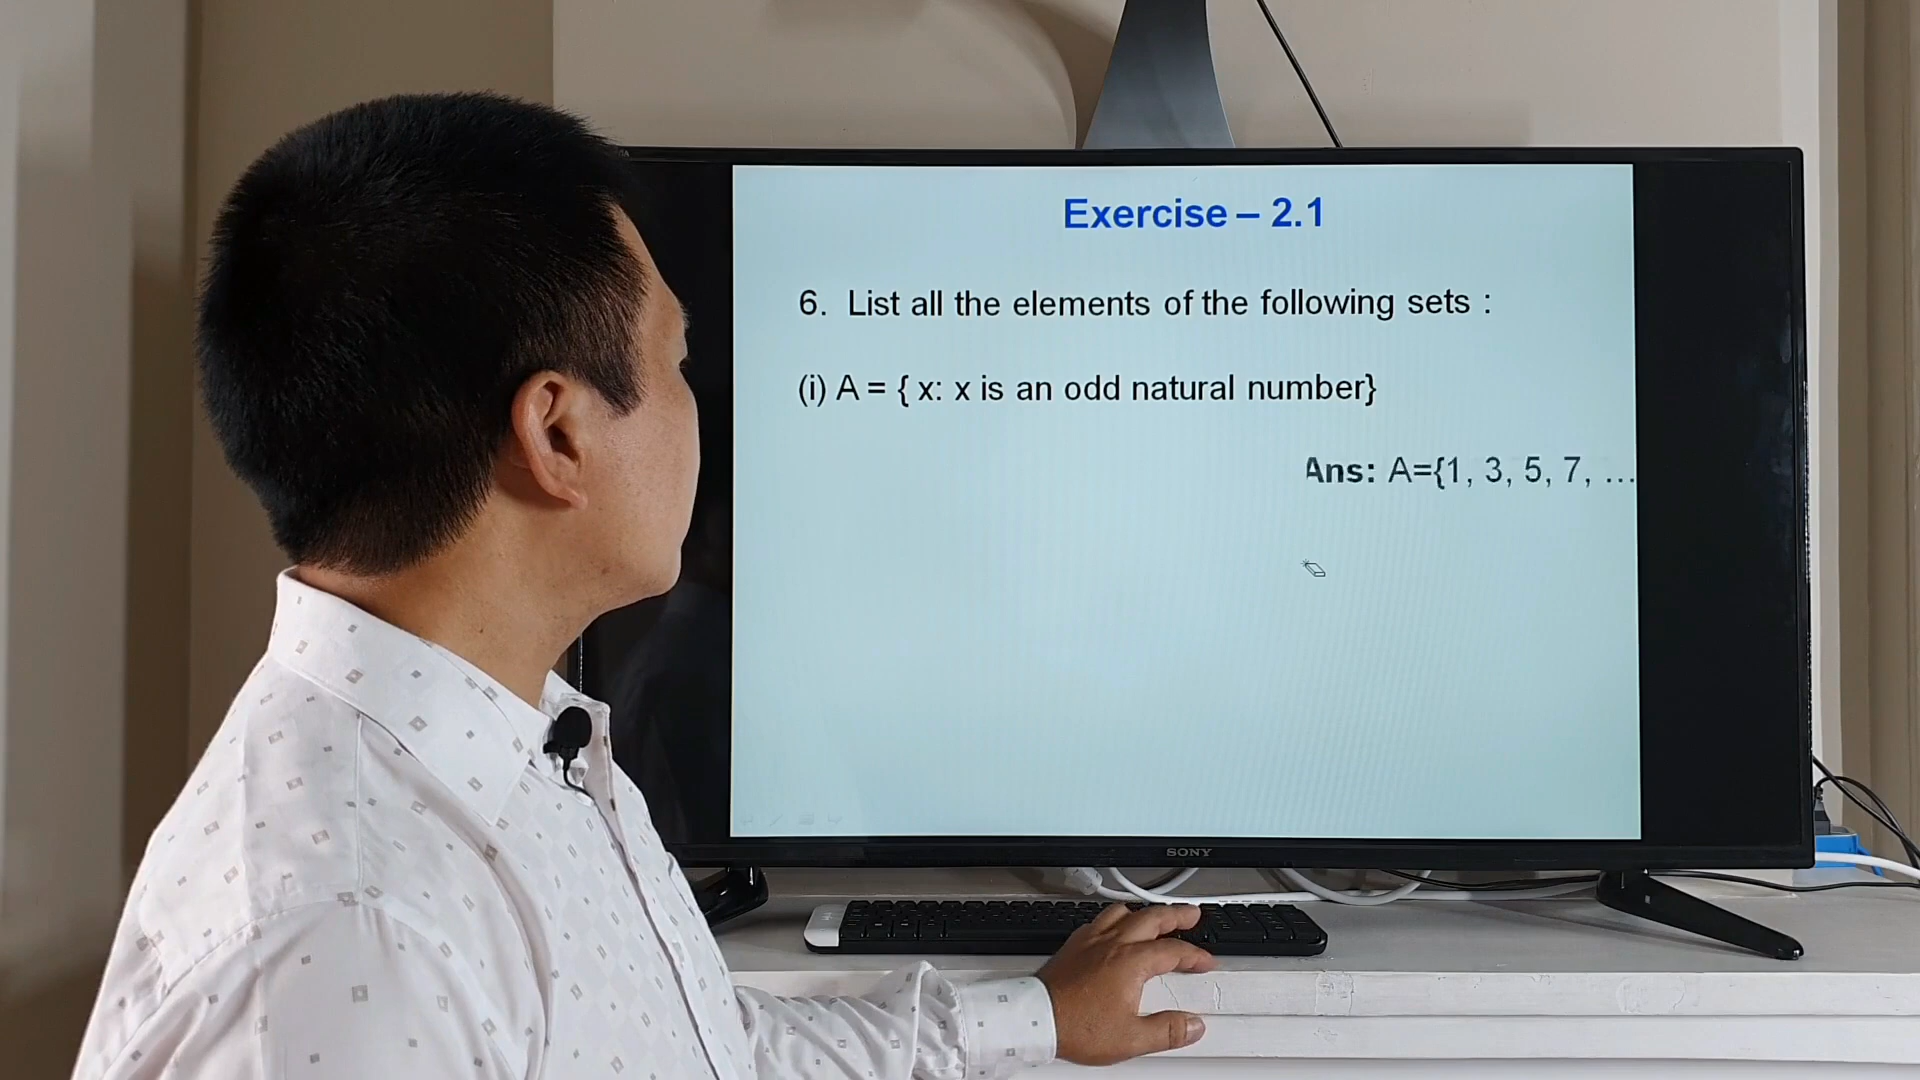 Exercise – 2.1
6. List all the elements of the following sets :
(i) A = { x: x is an odd natural number}
Ans: A={1, 3, 5, 7, ...
SONY